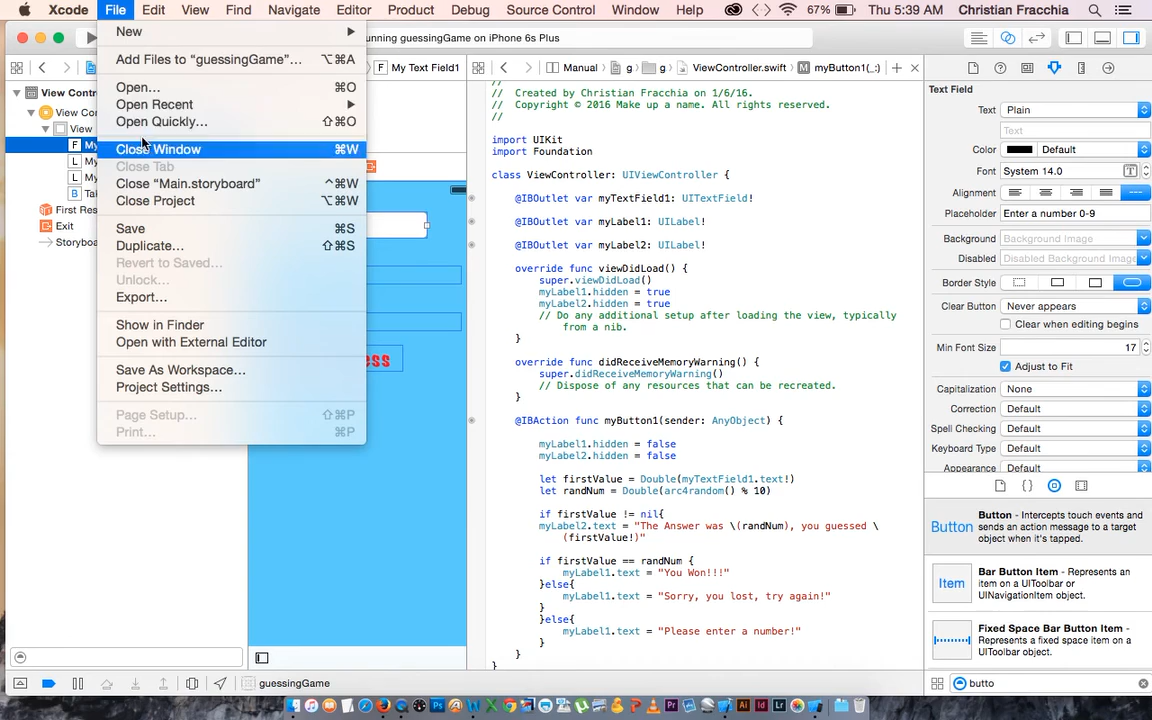 Xcode File Edit View Find Navigate Editor Product Debug Source Control Window Help 67% Thu 5:39 AM Christian Fracchia
unning guessingGame on iPhone 6s Plus
New
Add Files to “guessingGame”... ⌥⌘A
Open... ⌘O
Open Recent
Open Quickly... ⇧⌘O
Close Window ⌘W
Close Tab
Close “Main.storyboard” ^⌘W
Close Project ⌥⌘W
Save ⌘S
Duplicate... ⇧⌘S
Revert to Saved...
Unlock...
Export...
Show in Finder
Open with External Editor
Save As Workspace...
Project Settings...
Page Setup... ⇧⌘P
Print... ⌘P
View Contr
View Con
View
F My
L My
L My
B Tak
First Res
Exit
Storyboa
F My Text Field1
ess
Manual g g ViewController.swift M myButton1(_:)
//
// Created by Christian Fracchia on 1/6/16.
// Copyright © 2016 Make up a name. All rights reserved.
//
import UIKit
import Foundation
class ViewController: UIViewController {
@IBOutlet var myTextField1: UITextField!
@IBOutlet var myLabel1: UILabel!
@IBOutlet var myLabel2: UILabel!
override func viewDidLoad() {
super.viewDidLoad()
myLabel1.hidden = true
myLabel2.hidden = true
// Do any additional setup after loading the view, typically
from a nib.
}
override func didReceiveMemoryWarning() {
super.didReceiveMemoryWarning()
// Dispose of any resources that can be recreated.
}
@IBAction func myButton1(sender: AnyObject) {
myLabel1.hidden = false
myLabel2.hidden = false
let firstValue = Double(myTextField1.text!)
let randNum = Double(arc4random() % 10)
if firstValue != nil{
myLabel2.text = "The Answer was \(randNum), you guessed \
(firstValue!)"
if firstValue == randNum {
myLabel1.text = "You Won!!!"
}else{
myLabel1.text = "Sorry, you lost, try again!"
}
}else{
myLabel1.text = "Please enter a number!"
}
}
}
Text Field
Text Plain
Text
Color Default
Font System 14.0
Alignment
Placeholder Enter a number 0-9
Background Background Image
Disabled Disabled Background Image
Border Style
Clear Button Never appears
Clear when editing begins
Min Font Size 17
Adjust to Fit
Capitalization None
Correction Default
Spell Checking Default
Keyboard Type Default
Appearance Default
Button
Button - Intercepts touch events and
sends an action message to a target
object when it's tapped.
Item
Bar Button Item - Represents an
item on a UIToolbar or
UINavigationItem object.
Fixed Space Bar Button Item -
Represents a fixed space item on a
UIToolbar object.
guessingGame
butto